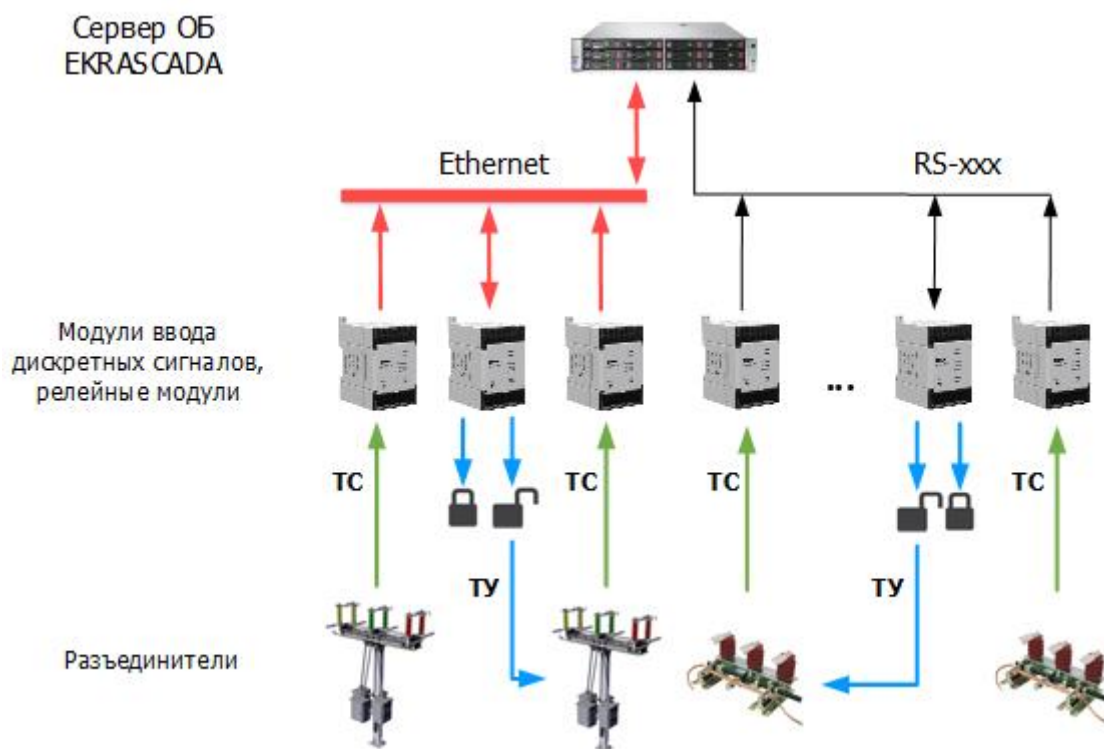 Сервер ОБ
EKRASCADA
Ethernet
RS-xxx
Модули ввода
дискретных сигналов,
релейные модули
...
ТС
ТС
ТС
ТС
ТУ
ТУ
Разъединители